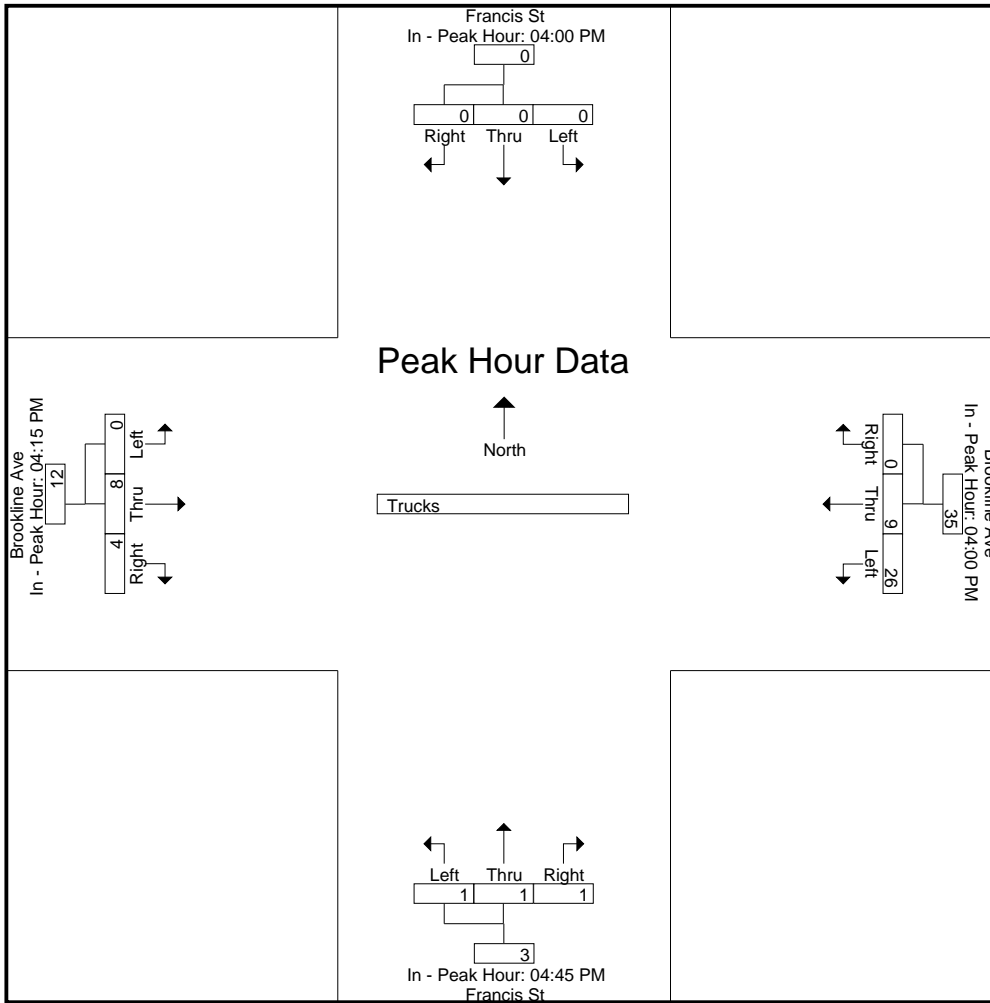 Francis St
In - Peak Hour: 04:00 PM
0
0 0 0
Right Thru Left
Peak Hour Data
North
Trucks
Brookline Ave
In - Peak Hour: 04:15 PM
12
0 8 4
Left Thru Right
Right Thru Left
0 9 26
35
In - Peak Hour: 04:00 PM
Brookline Ave
Left Thru Right
1 1 1
3
In - Peak Hour: 04:45 PM
Francis St